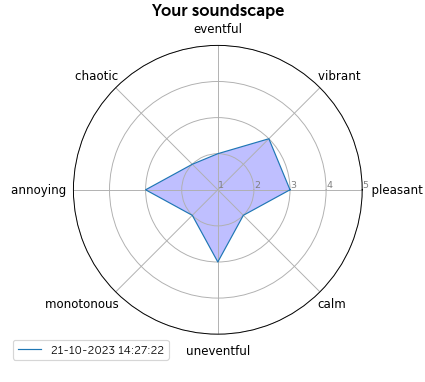 Your soundscape
eventful
chaotic
vibrant
annoying
1 2 3 4 5
pleasant
monotonous
calm
uneventful
21-10-2023 14:27:22